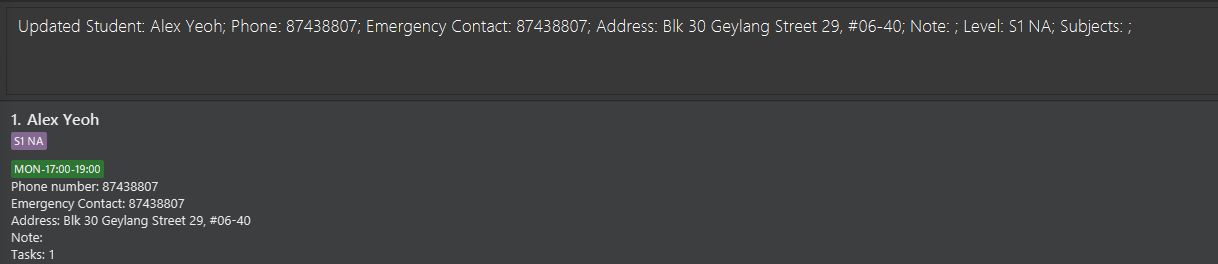 Updated Student: Alex Yeoh; Phone: 87438807; Emergency Contact: 87438807; Address: Blk 30 Geylang Street 29, #06-40; Note: ; Level: S1 NA; Subjects: ;
1. Alex Yeoh
S1 NA
MON-17:00-19:00
Phone number: 87438807
Emergency Contact: 87438807
Address: Blk 30 Geylang Street 29, #06-40
Note:
Tasks: 1